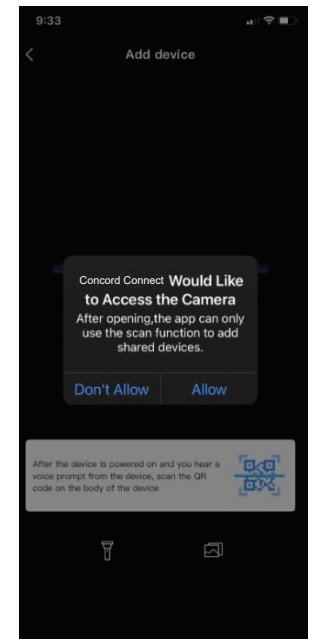 9:33
Add device
Concord Connect Would Like
to Access the Camera
After opening,the app can only
use the scan function to add
shared devices.
Don't Allow Allow
After the device is powered on and you hear a
voice prompt from the device, scan the QR
code on the body of the device